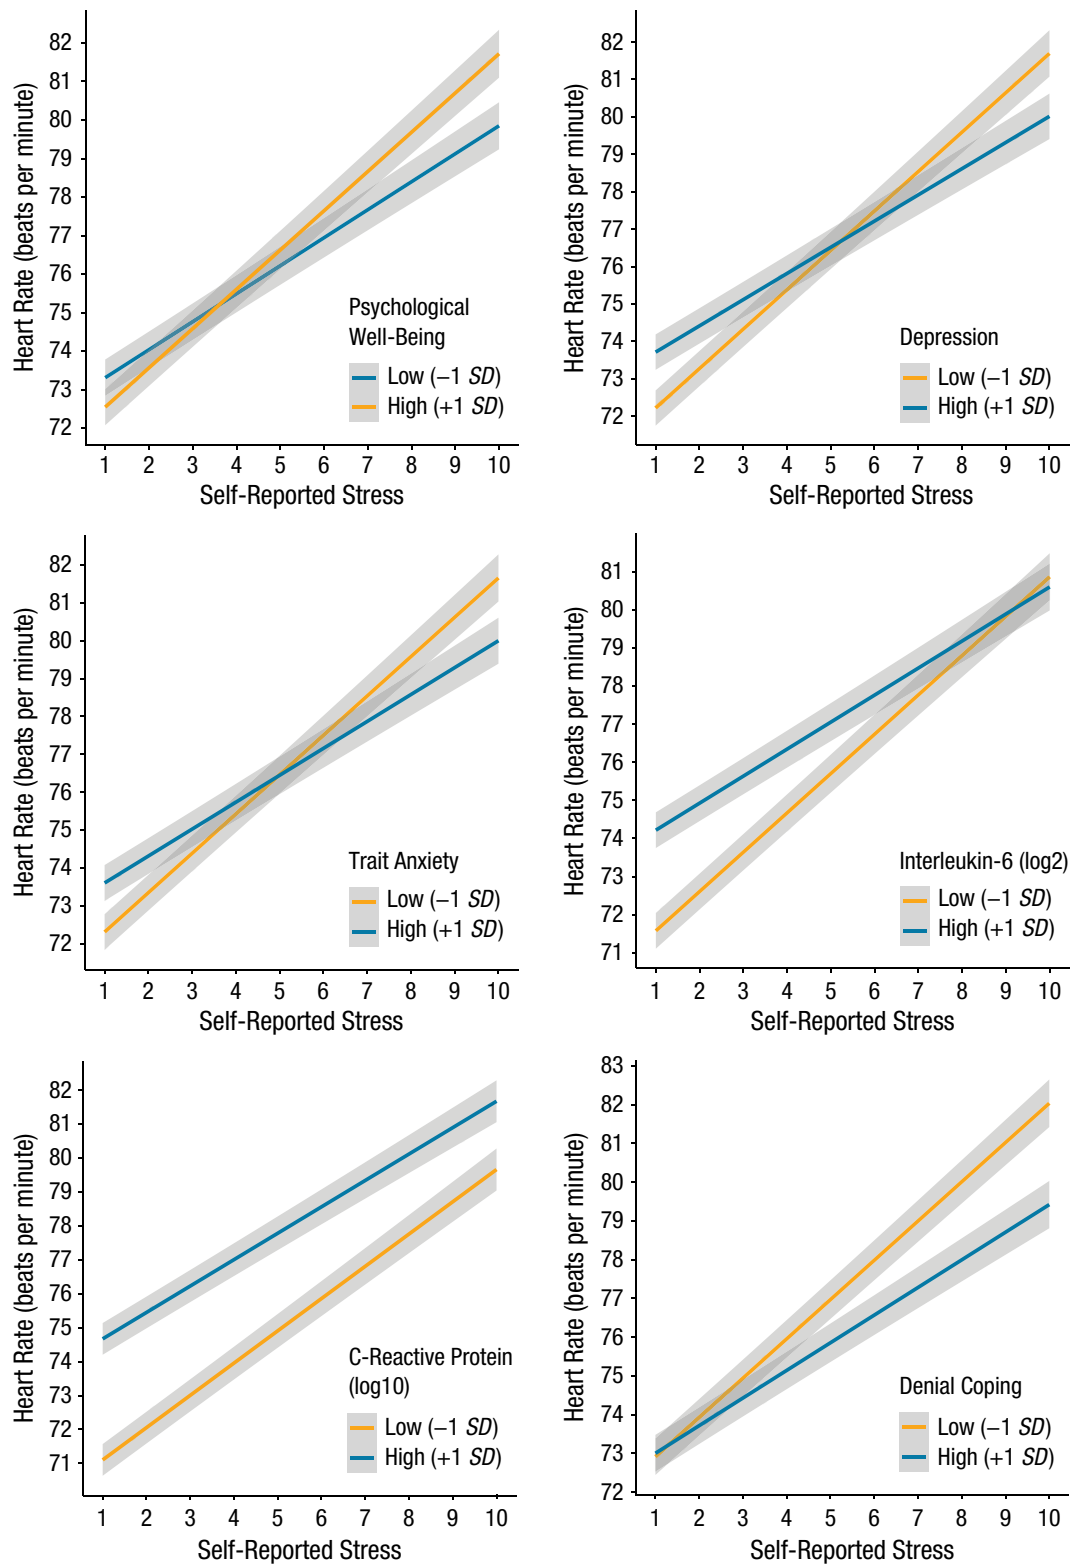 Heart Rate (beats per minute)
82
81
80
79
78
77
76
75
74
73
72
Psychological
Well-Being
Low (−1 SD)
High (+1 SD)
1 2 3 4 5 6 7 8 9 10
Self-Reported Stress
Heart Rate (beats per minute)
82
81
80
79
78
77
76
75
74
73
72
Depression
Low (−1 SD)
High (+1 SD)
1 2 3 4 5 6 7 8 9 10
Self-Reported Stress
Heart Rate (beats per minute)
82
81
80
79
78
77
76
75
74
73
72
Trait Anxiety
Low (−1 SD)
High (+1 SD)
1 2 3 4 5 6 7 8 9 10
Self-Reported Stress
Heart Rate (beats per minute)
81
80
79
78
77
76
75
74
73
72
71
Interleukin-6 (log2)
Low (−1 SD)
High (+1 SD)
1 2 3 4 5 6 7 8 9 10
Self-Reported Stress
Heart Rate (beats per minute)
82
81
80
79
78
77
76
75
74
73
72
71
C-Reactive Protein
(log10)
Low (−1 SD)
High (+1 SD)
1 2 3 4 5 6 7 8 9 10
Self-Reported Stress
Heart Rate (beats per minute)
83
82
81
80
79
78
77
76
75
74
73
72
Denial Coping
Low (−1 SD)
High (+1 SD)
1 2 3 4 5 6 7 8 9 10
Self-Reported Stress